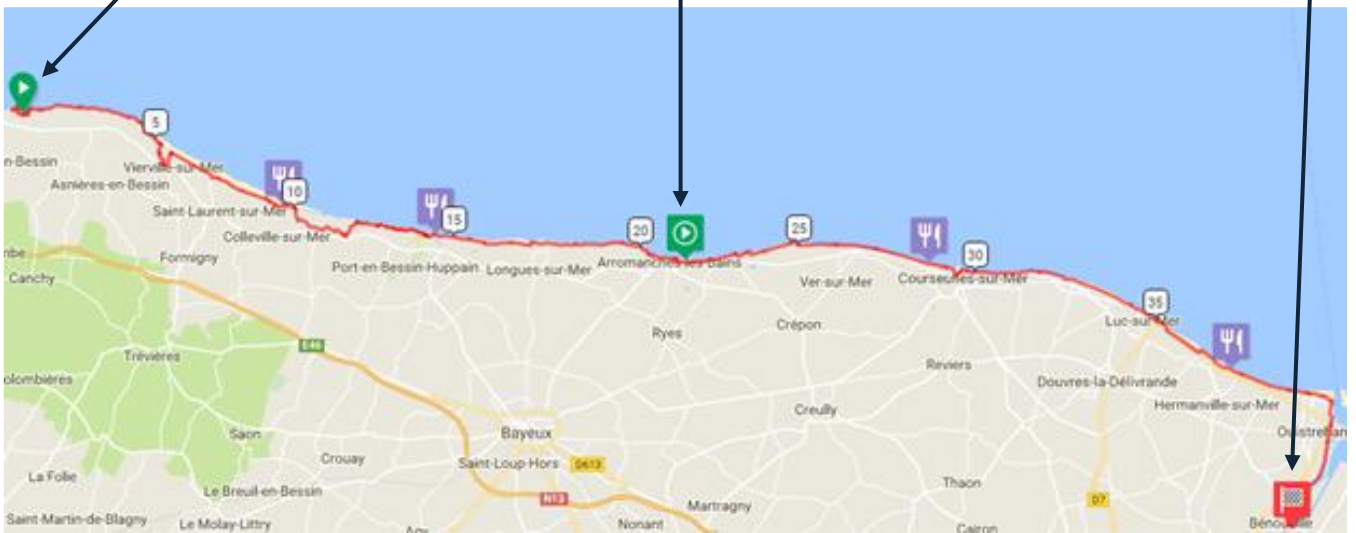 5
n-Bessin
Vierville-sur-Mer
Asnières-en-Bessin
10
Saint-Laurent-sur-Mer
15
20
25
Colleville-sur-Mer
30
Formigny
Port-en-Bessin-Huppain
Longues-sur-Mer
Arromanches-les-Bains
Canchy
Ver-sur-Mer
Courseulles-sur-Mer
35
Luc-sur-Mer
Ryes
Crépon
E46
Trévières
Reviers
olombières
Douvres-la-Délivrande
Creully
Hermanville-sur-Mer
Saon
Bayeux
Ouistreham
Crouay
Saint-Loup-Hors
D613
La Folie
Le Breuil-en-Bessin
Thaon
N13
Martragny
D7
Saint-Martin-de-Blagny
Le Molay-Littry
Nonant
Cairon
Bénouville